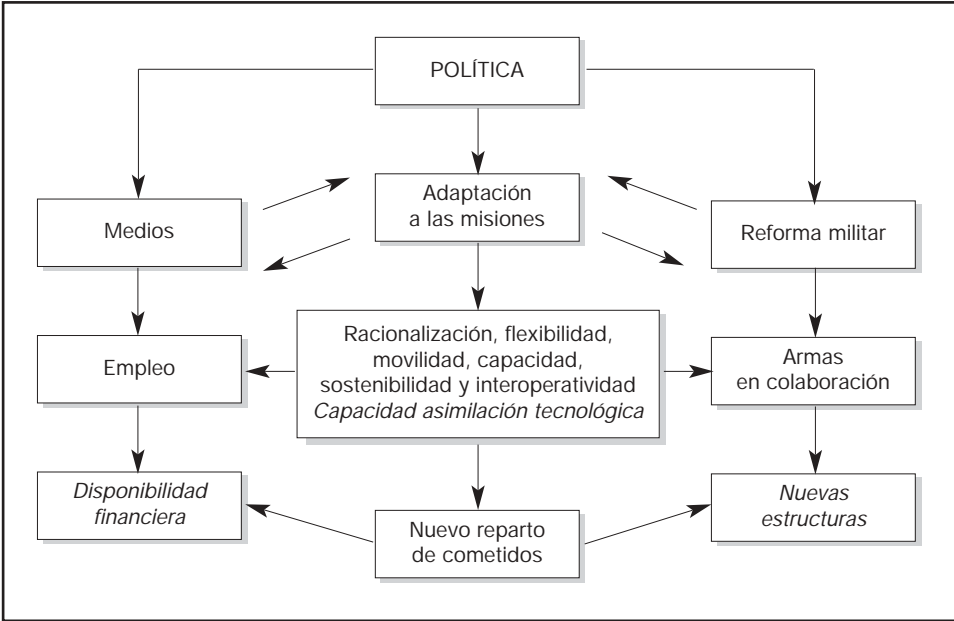 POLÍTICA
Medios
Adaptación
a las misiones
Reforma militar
Empleo
Racionalización, flexibilidad,
movilidad, capacidad,
sostenibilidad y interoperatividad
Capacidad asimilación tecnológica
Armas
en colaboración
Disponibilidad
financiera
Nuevo reparto
de cometidos
Nuevas
estructuras